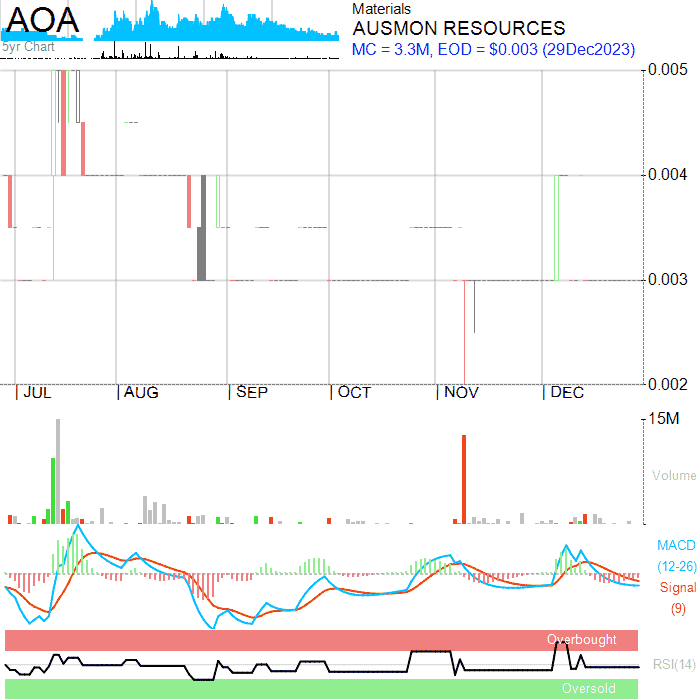 AOA
5yr Chart
Materials
AUSMON RESOURCES
MC = 3.3M, EOD = $0.003 (29Dec2023)
0.005
0.004
0.003
0.002
JUL AUG SEP OCT NOV DEC
15M
Volume
MACD
(12-26)
Signal
(9)
Overbought
RSI(14)
Oversold